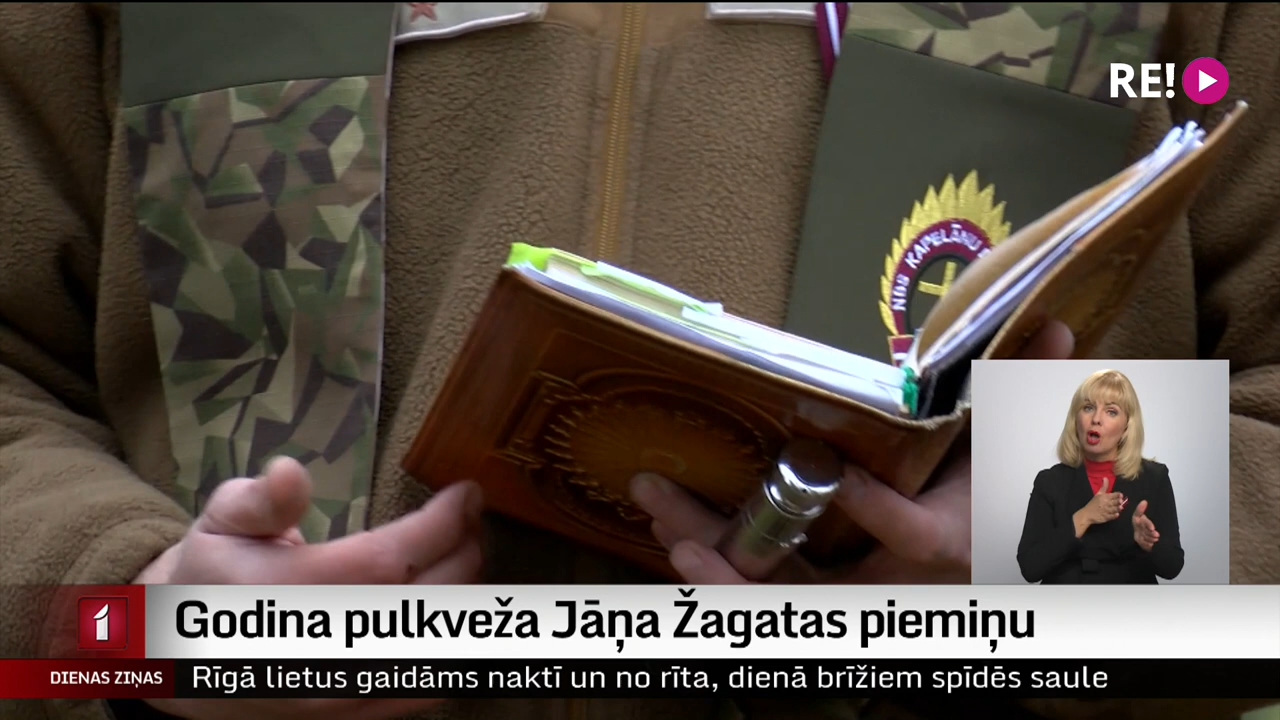 RE!
NBS KAPELĀNU
1
Godina pulkveža Jāņa Žagatas piemiņu
DIENAS ZIŅAS
Rīgā lietus gaidāms naktī un no rīta, dienā brīžiem spīdēs saule